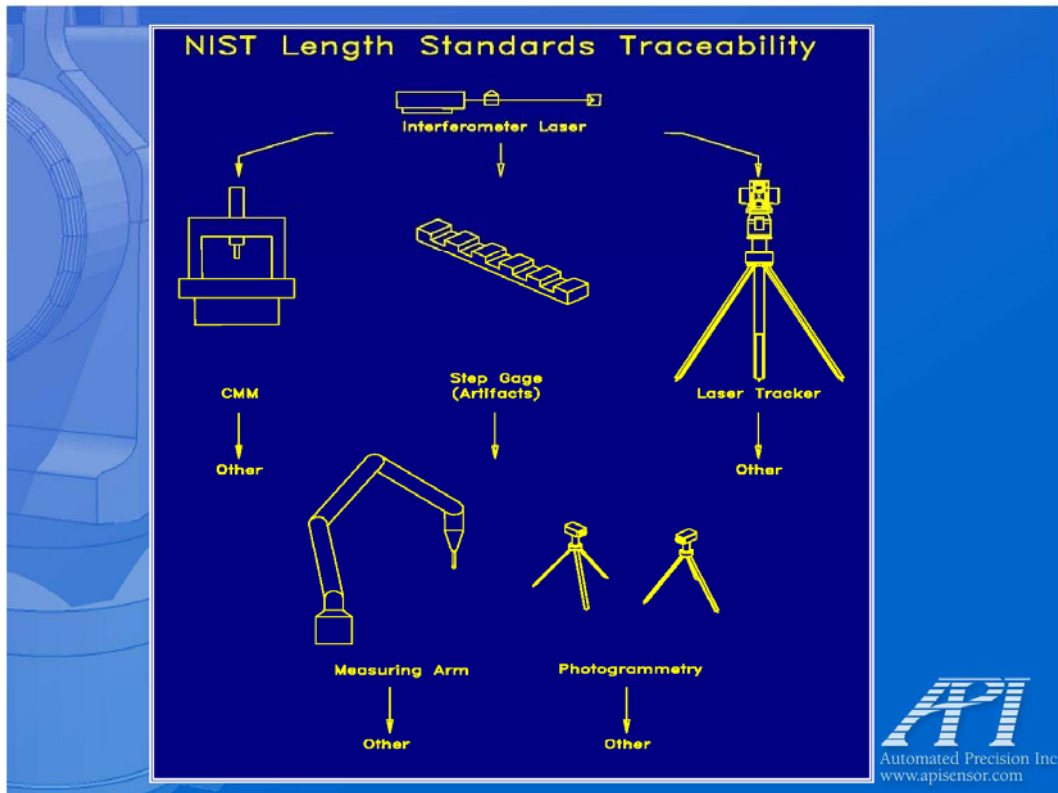 NIST Length Standards Traceability
Interferometer Laser
CMM
Step Gage
(Artifacts)
Laser Tracker
Other
Other
Measuring Arm
Photogrammetry
Other
Other
API
Automated Precision Inc
www.apisensor.com